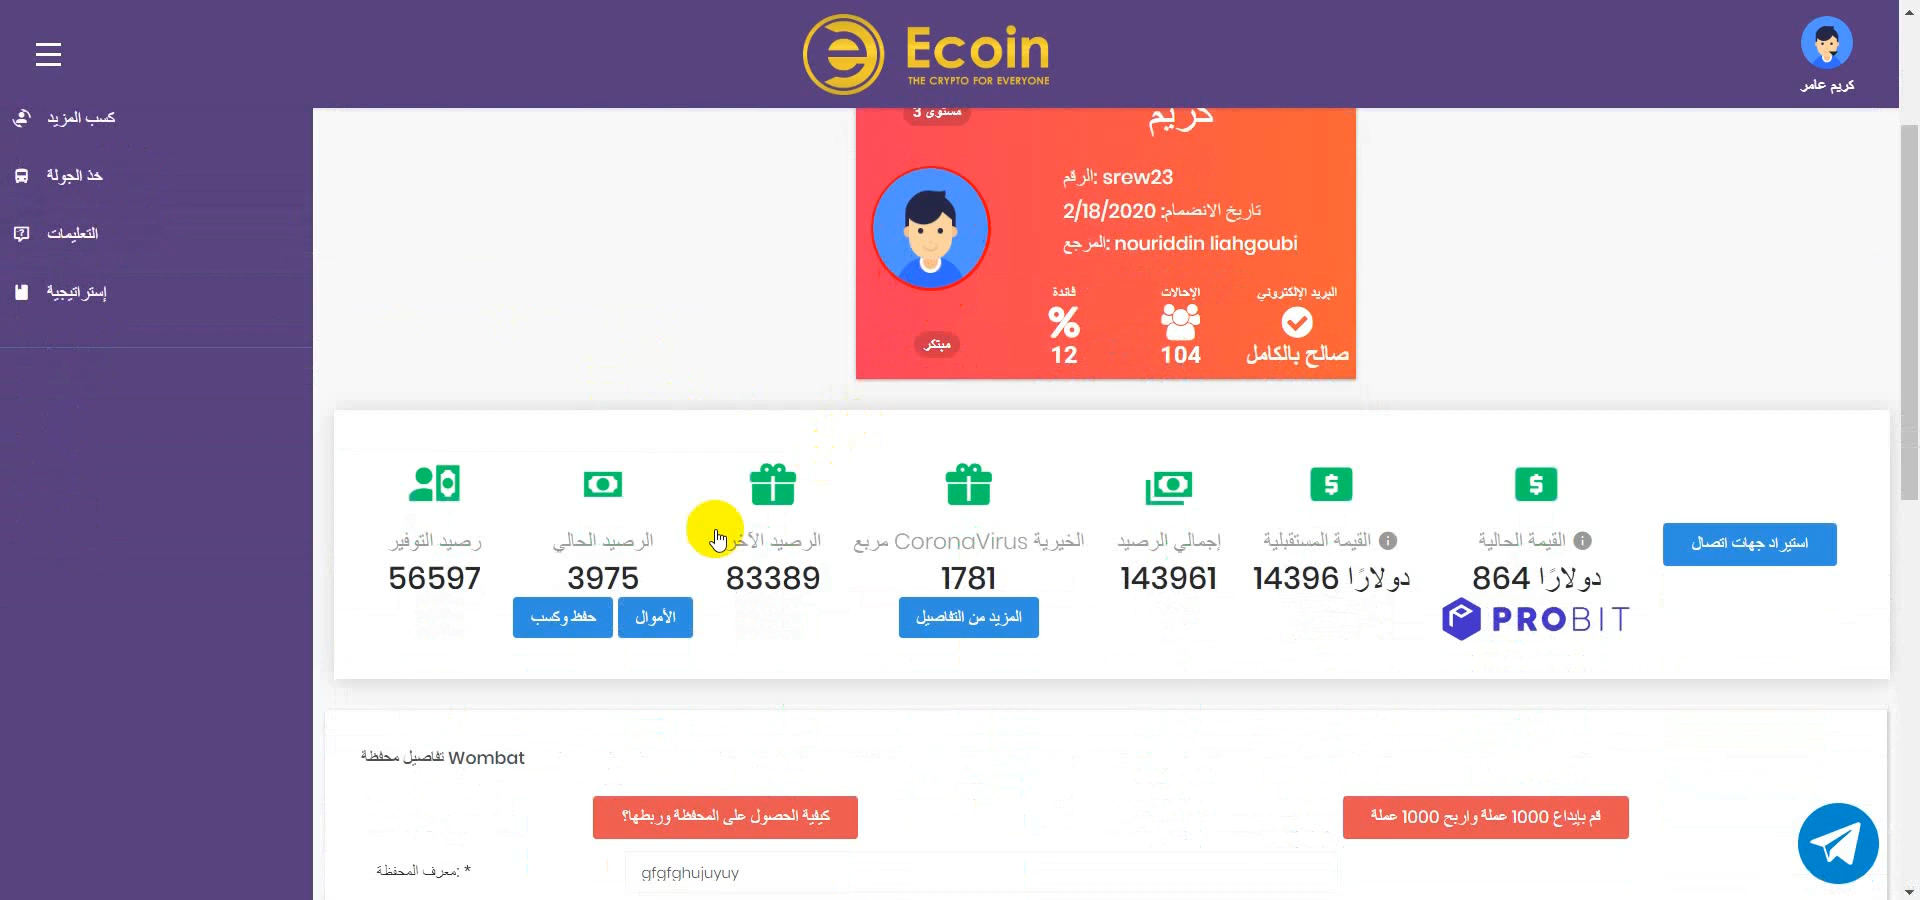 Ecoin
THE CRYPTO FOR EVERYONE
كريم عامر
كسب المزيد
خذ الجولة
التعليمات
إستراتيجية
مستوى 3
كريم
الرقم: srew23
تاريخ الانضمام: 2/18/2020
المرجع: nouriddin liahgoubi
فائدة
12
الإحالات
104
البريد الإلكتروني
صالح بالكامل
مبتكر
رصيد التوفير
56597
الرصيد الحالي
3975
حفظ وكسب
الأموال
الرصيد الآخر
83389
مربع CoronaVirus الخيرية
1781
المزيد من التفاصيل
إجمالي الرصيد
143961
القيمة المستقبلية
14396 دولارًا
القيمة الحالية
864 دولارًا
PROBIT
استيراد جهات اتصال
تفاصيل محفظة Wombat
كيفية الحصول على المحفظة وربطها؟
قم بإيداع 1000 عملة واربح 1000 عملة
معرف المحفظة: *
gfgfghujuyuy